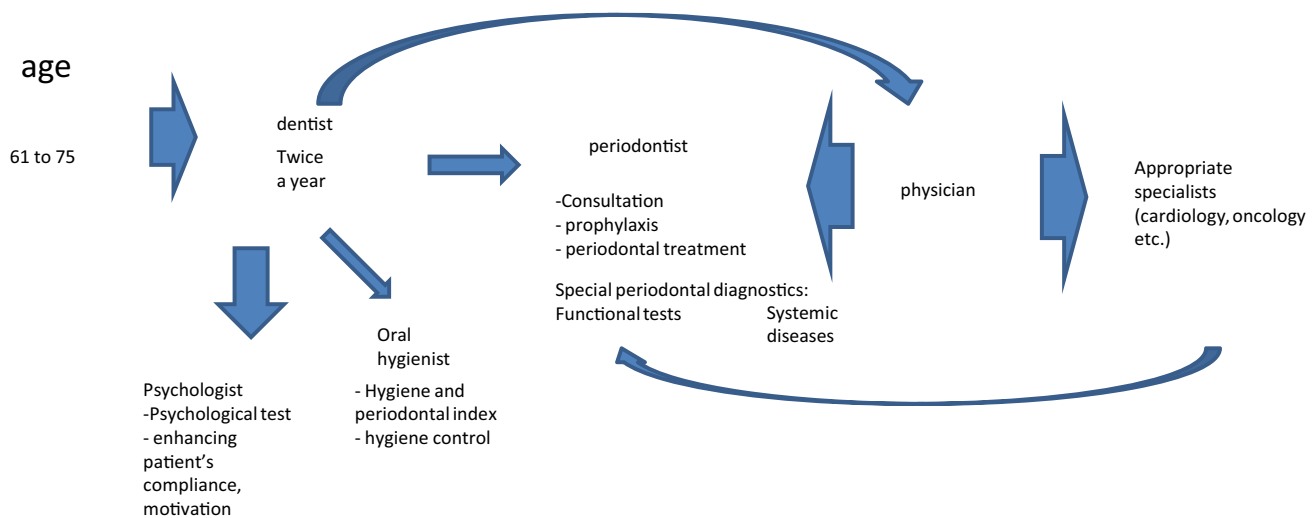 age
61 to 75
dentist
Twice
a year
periodontist
-Consultation
- prophylaxis
- periodontal treatment
Special periodontal diagnostics:
Functional tests
Systemic
diseases
physician
Appropriate
specialists
(cardiology, oncology
etc.)
Psychologist
-Psychological test
- enhancing
patient’s
compliance,
motivation
Oral
hygienist
- Hygiene and
periodontal index
- hygiene control